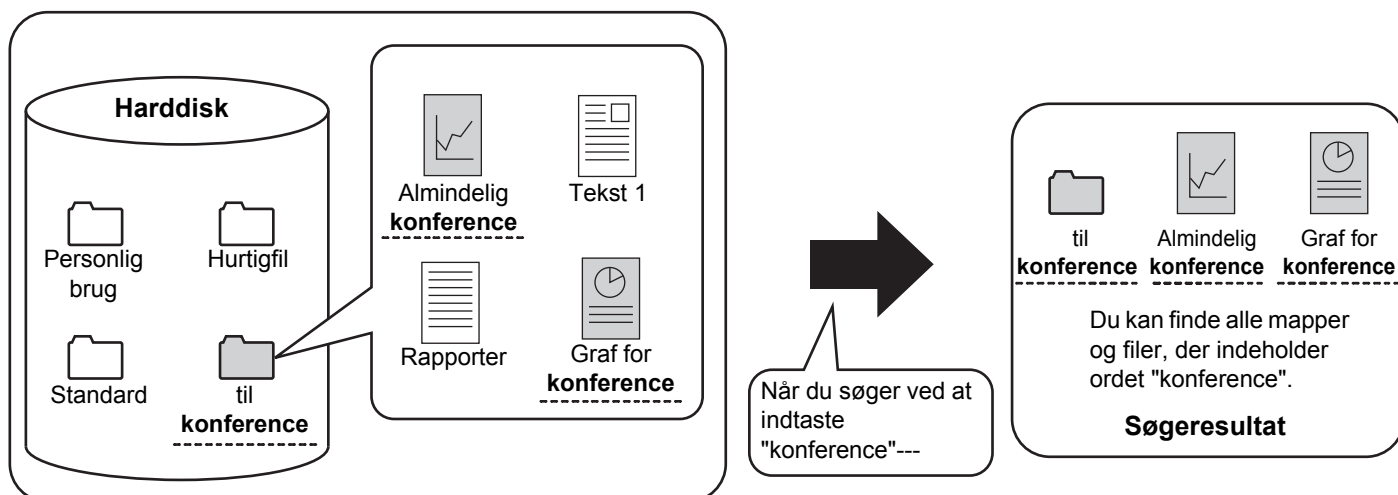 Harddisk
Personlig
brug
Hurtigfil
Standard
til
konference
Almindelig
konference
Tekst 1
Rapporter
Graf for
konference
Når du søger ved at
indtaste
"konference"---
til
konference
Almindelig
konference
Graf for
konference
Du kan finde alle mapper
og filer, der indeholder
ordet "konference".
Søgeresultat